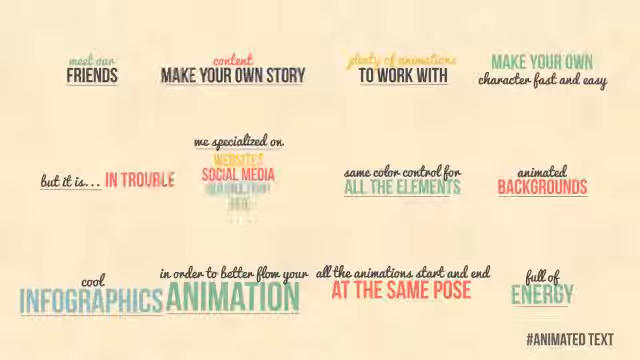 meet our
FRIENDS
content
MAKE YOUR OWN STORY
plenty of animations
TO WORK WITH
MAKE YOUR OWN
character fast and easy
but it is... IN TROUBLE
we specialized on
WEBSITES
SOCIAL MEDIA
same color control for
ALL THE ELEMENTS
animated
BACKGROUNDS
cool
INFOGRAPHICS
in order to better flow your
ANIMATION
all the animations start and end
AT THE SAME POSE
full of
ENERGY
#ANIMATED TEXT